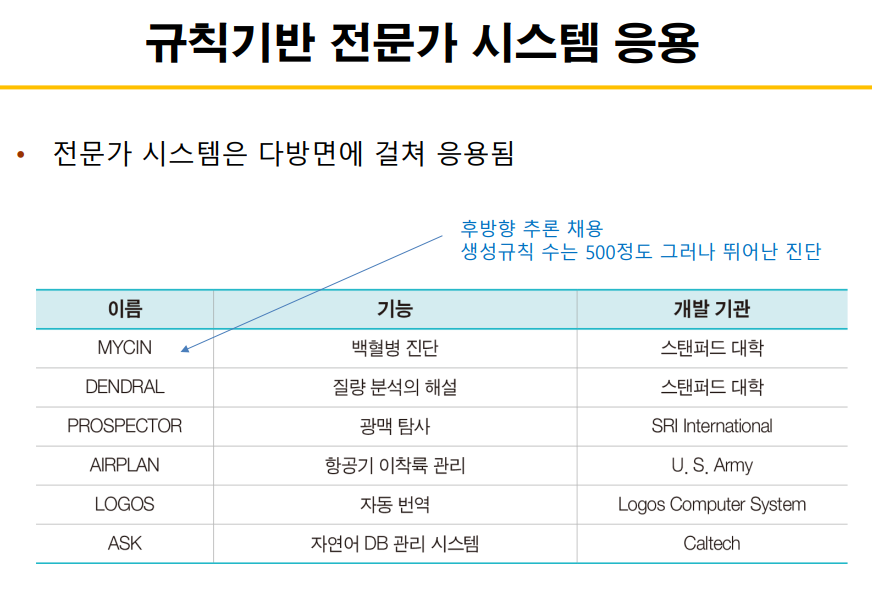 규칙기반 전문가 시스템 응용
• 전문가 시스템은 다방면에 걸쳐 응용됨
후방향 추론 채용
생성규칙 수는 500정도 그러나 뛰어난 진단
이름 기능 개발 기관
MYCIN 백혈병 진단 스탠퍼드 대학
DENDRAL 질량 분석의 해설 스탠퍼드 대학
PROSPECTOR 광맥 탐사 SRI International
AIRPLAN 항공기 이착륙 관리 U. S. Army
LOGOS 자동 번역 Logos Computer System
ASK 자연어 DB 관리 시스템 Caltech